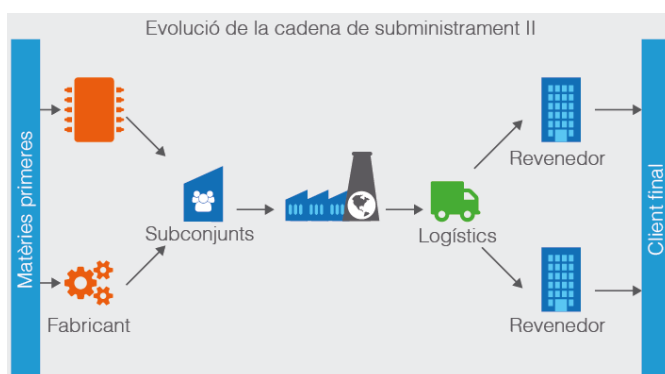 Evolució de la cadena de subministrament II
Matèries primeres
Fabricant
Subconjunts
Logístics
Revenedor
Revenedor
Client final